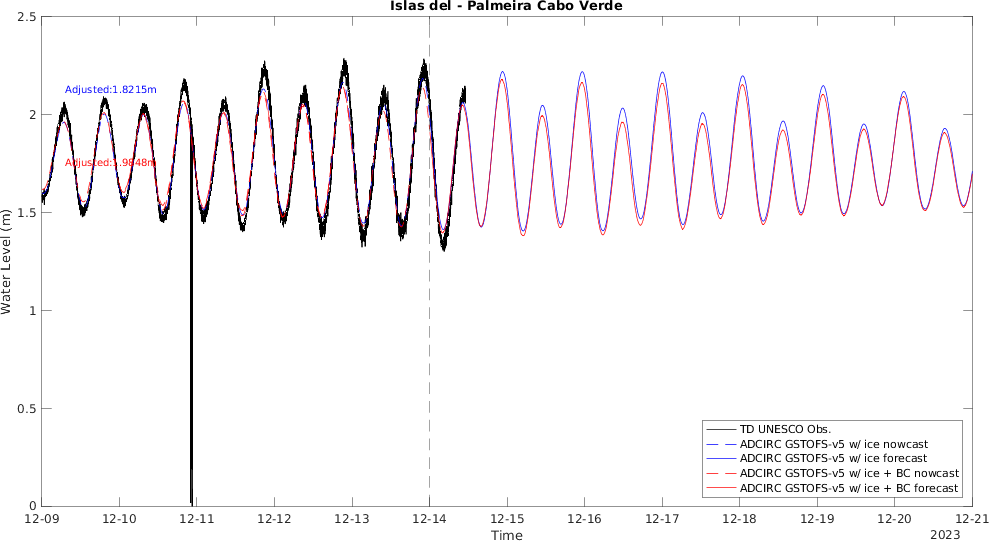 Islas del - Palmeira Cabo Verde
2.5
2
1.5
1
0.5
0
Water Level (m)
Adjusted:1.8215m
Adjusted:1.9848m
TD UNESCO Obs.
ADCIRC GSTOFS-v5 w/ ice nowcast
ADCIRC GSTOFS-v5 w/ ice forecast
ADCIRC GSTOFS-v5 w/ ice + BC nowcast
ADCIRC GSTOFS-v5 w/ ice + BC forecast
12-09 12-10 12-11 12-12 12-13 12-14 12-15 12-16 12-17 12-18 12-19 12-20 12-21
Time
2023